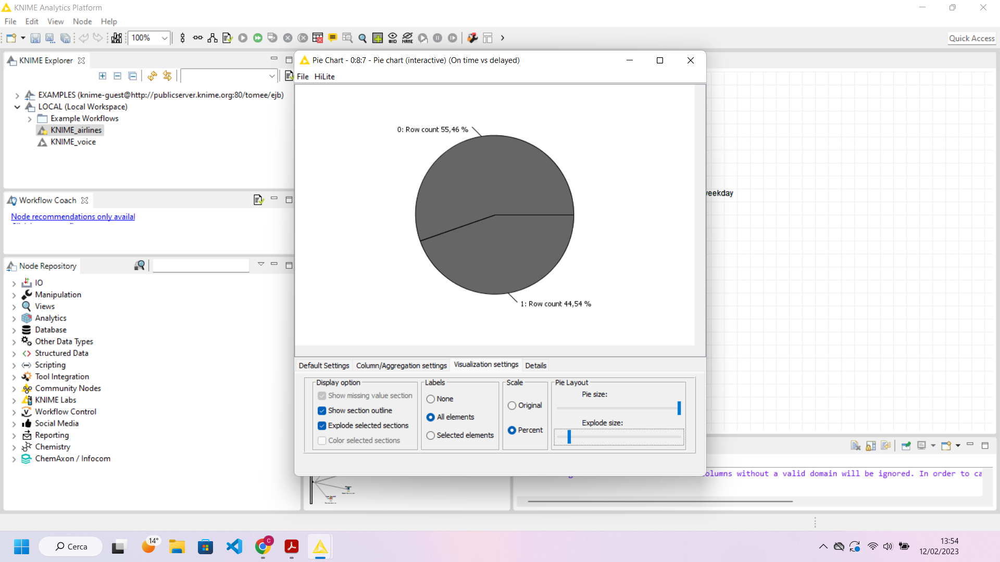 KNIME Analytics Platform
File Edit View Node Help
100%
#ID
NAME
Quick Access
KNIME Explorer
EXAMPLES (knime-guest@http://publicserver.knime.org:80/tomee/ejb)
LOCAL (Local Workspace)
Example Workflows
KNIME_airlines
KNIME_voice
Workflow Coach
Node recommendations only availal
Node Repository
IO
Manipulation
Views
Analytics
Database
Other Data Types
Structured Data
Scripting
Tool Integration
Community Nodes
KNIME Labs
Workflow Control
Social Media
Reporting
Chemistry
ChemAxon / Infocom
Pie Chart - 0:8:7 - Pie chart (interactive) (On time vs delayed)
File HiLite
0: Row count 55,46 %
1: Row count 44,54 %
Default Settings Column/Aggregation settings Visualization settings Details
Display option
Show missing value section
Show section outline
Explode selected sections
Color selected sections
Labels
None
All elements
Selected elements
Scale
Original
Percent
Pie Layout
Pie size:
Explode size:
eekday
olumns without a valid domain will be ignored. In order to ca
14°
Cerca
C
13:54
12/02/2023